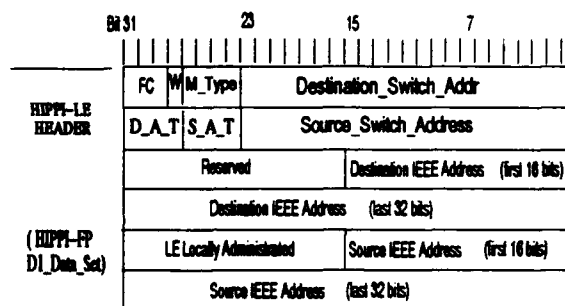 Bit 31 23 15 7
FC W M_Type Destination_Switch_Addr
HIPPI-LE
HEADER
D_A_T S_A_T Source_Switch_Address
Reserved Destination IEEE Address (first 16 bits)
Destination IEEE Address (last 32 bits)
( HIPPI-FP
D1_Data_Set)
LE Locally Administrated Source IEEE Address (first 16 bits)
Source IEEE Address (last 32 bits)